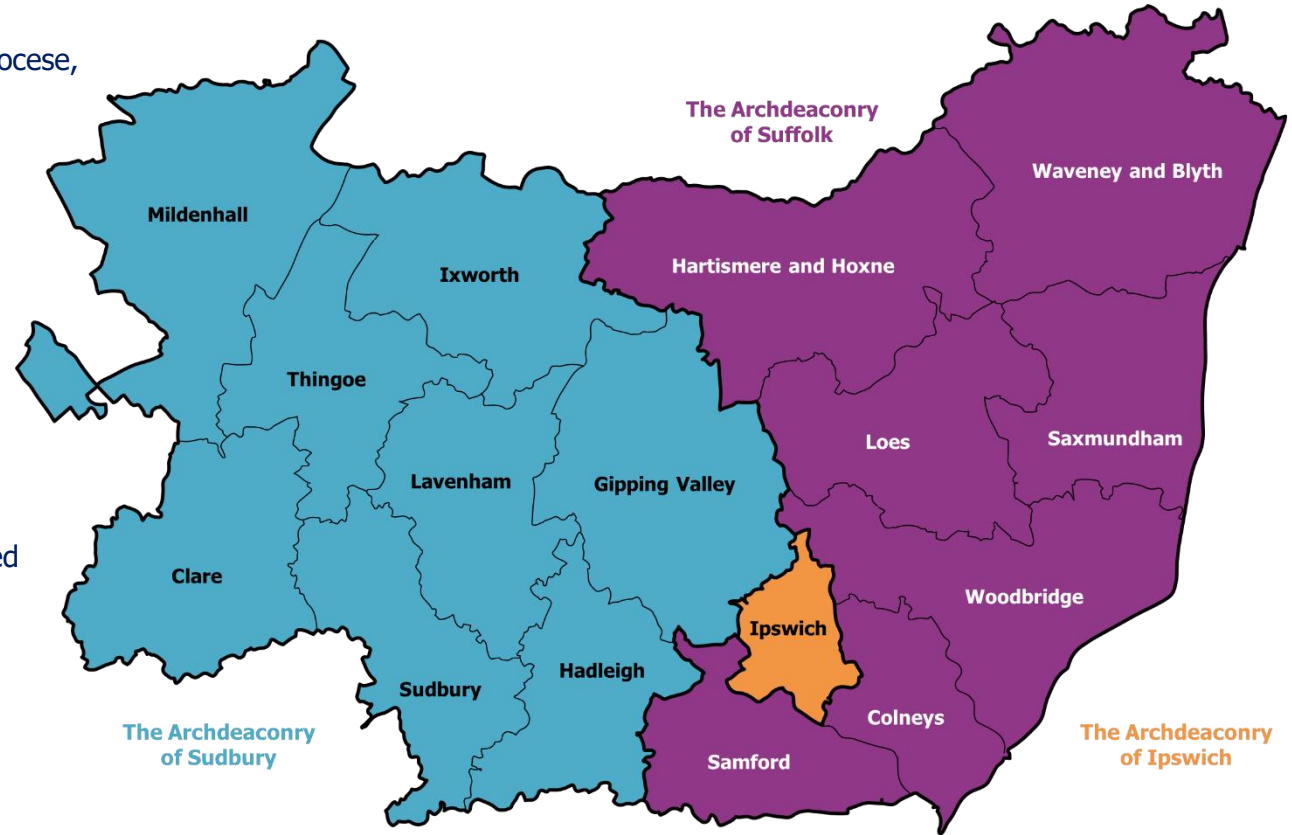 ocese,
The Archdeaconry
of Suffolk
Waveney and Blyth
Mildenhall
Hartismere and Hoxne
Ixworth
Thingoe
Loes
Saxmundham
Lavenham
Gipping Valley
Clare
ed
Woodbridge
Ipswich
Hadleigh
Sudbury
Colneys
The Archdeaconry
of Sudbury
Samford
The Archdeaconry
of Ipswich